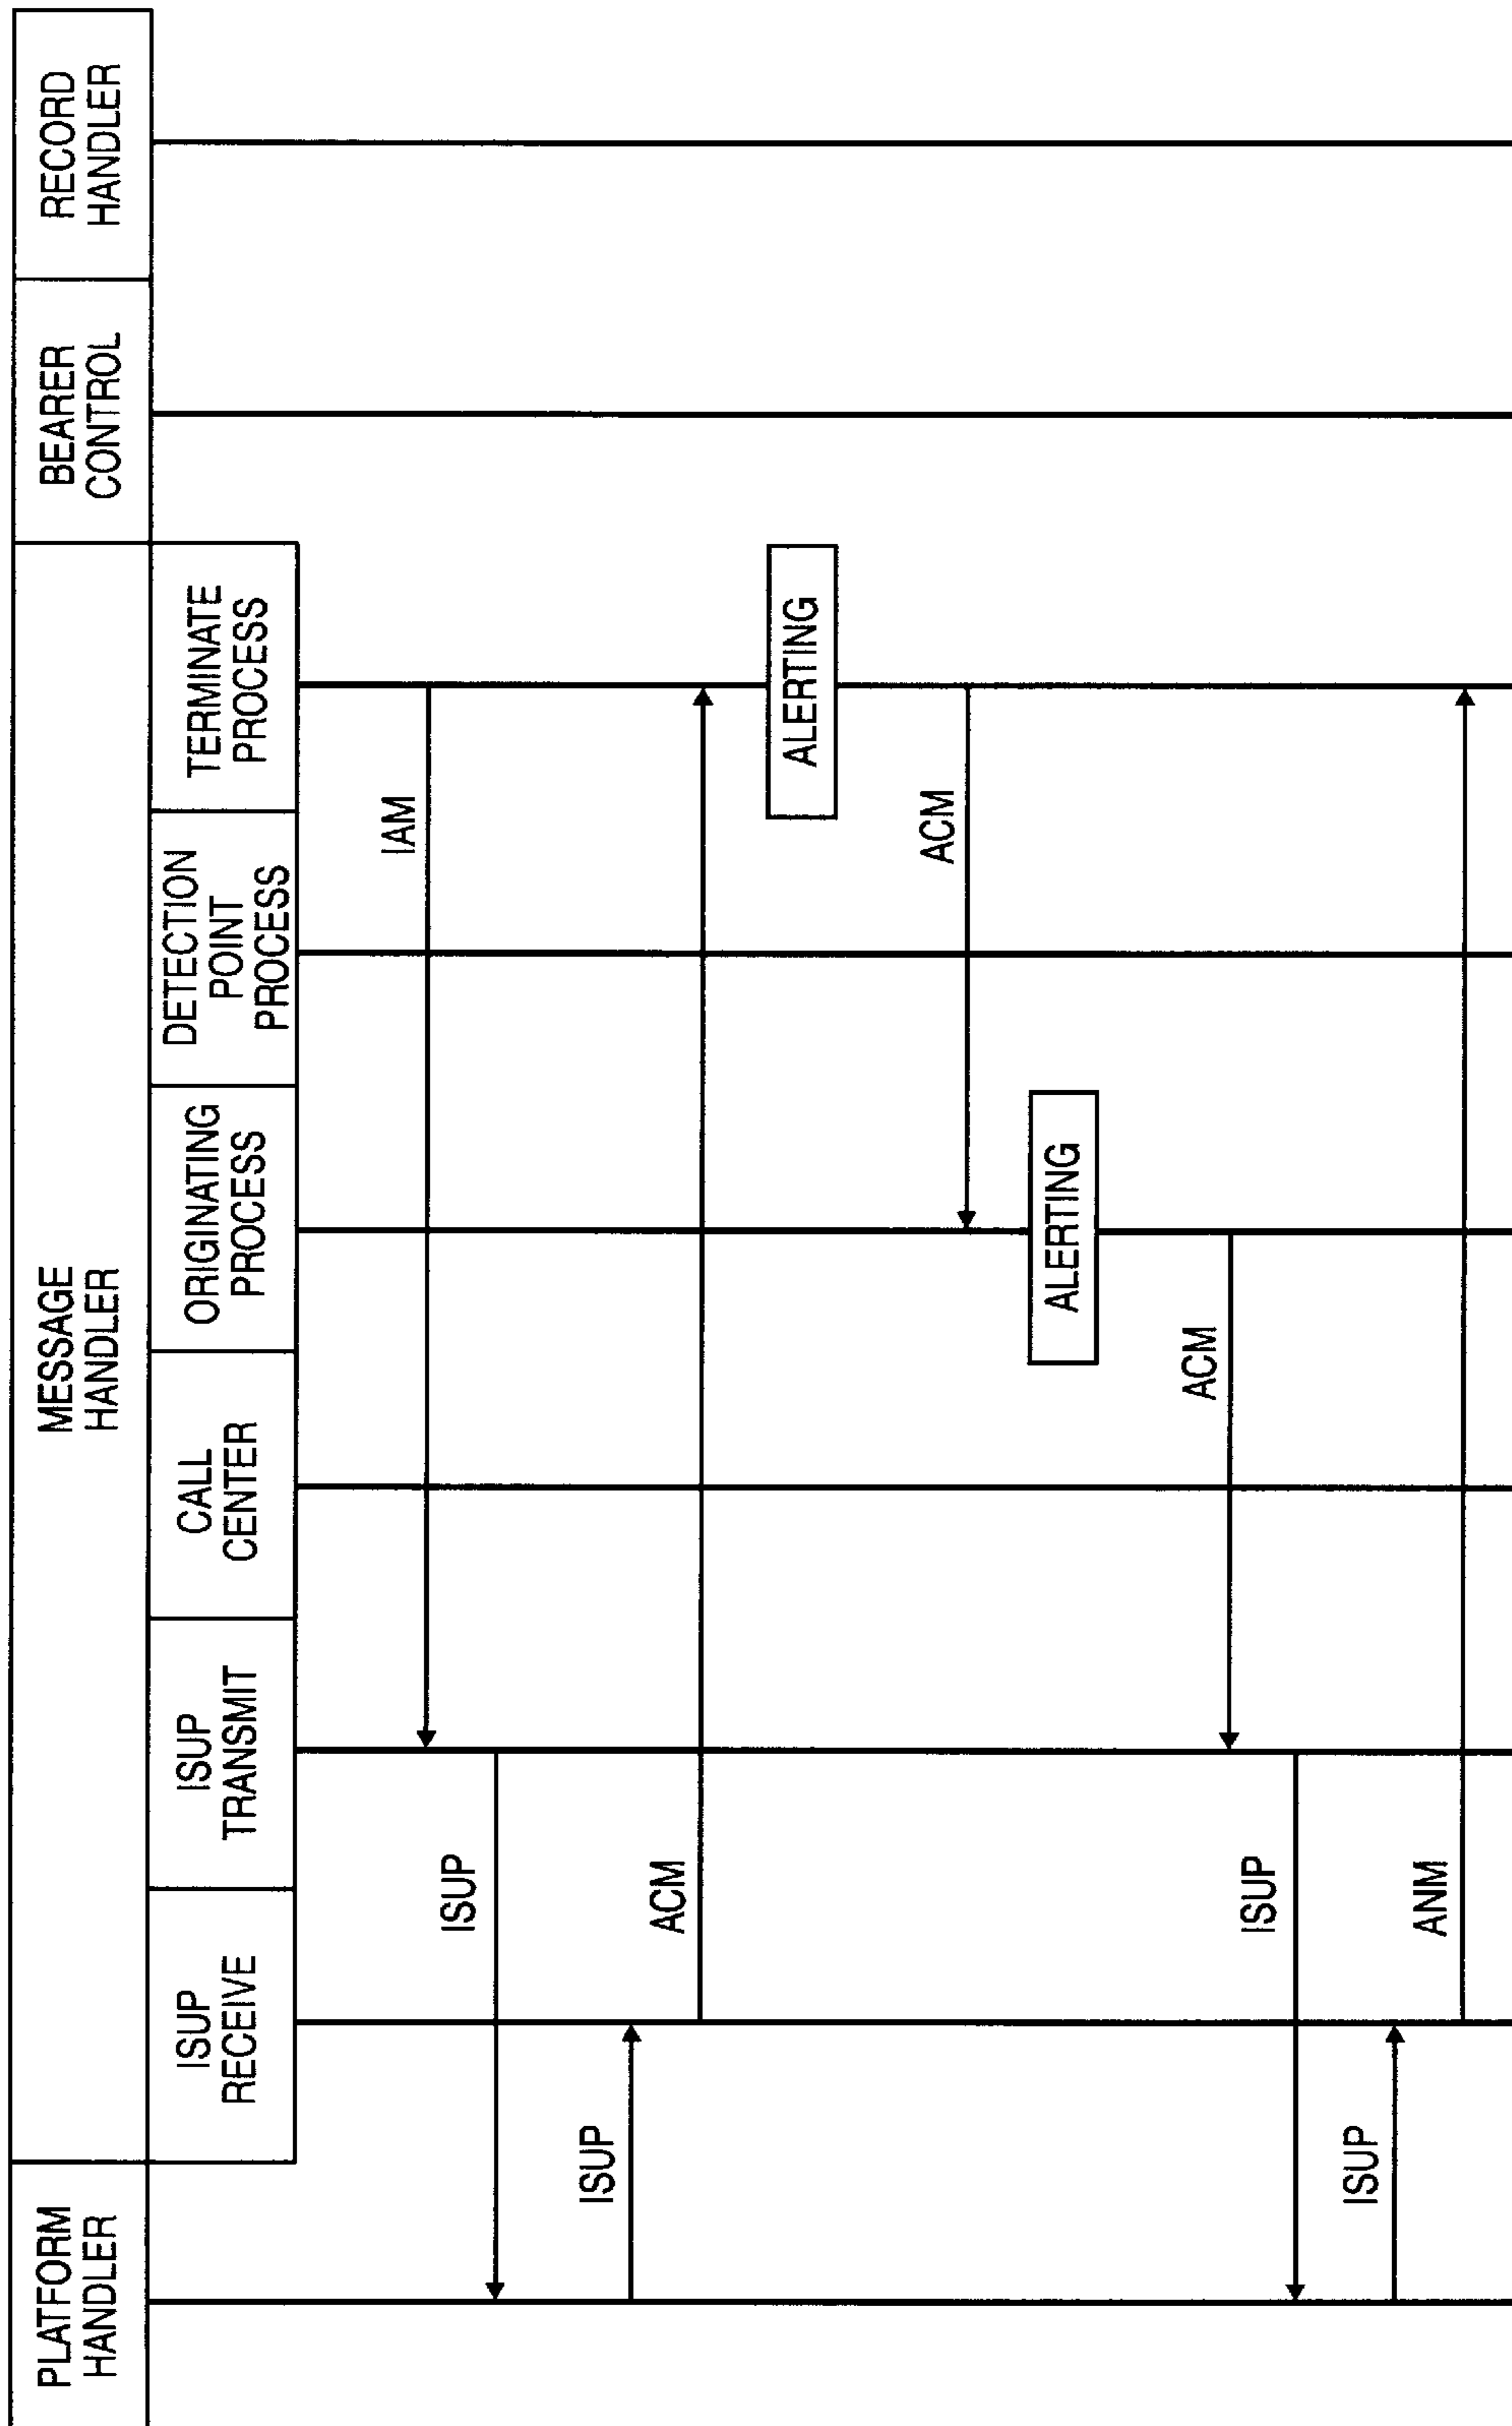 PLATFORM
HANDLER
MESSAGE
HANDLER
BEARER
CONTROL
RECORD
HANDLER
ISUP
RECEIVE
ISUP
TRANSMIT
CALL
CENTER
ORIGINATING
PROCESS
DETECTION
POINT
PROCESS
TERMINATE
PROCESS
IAM
ISUP
ISUP
ACM
ALERTING
ACM
ALERTING
ACM
ISUP
ISUP
ANM